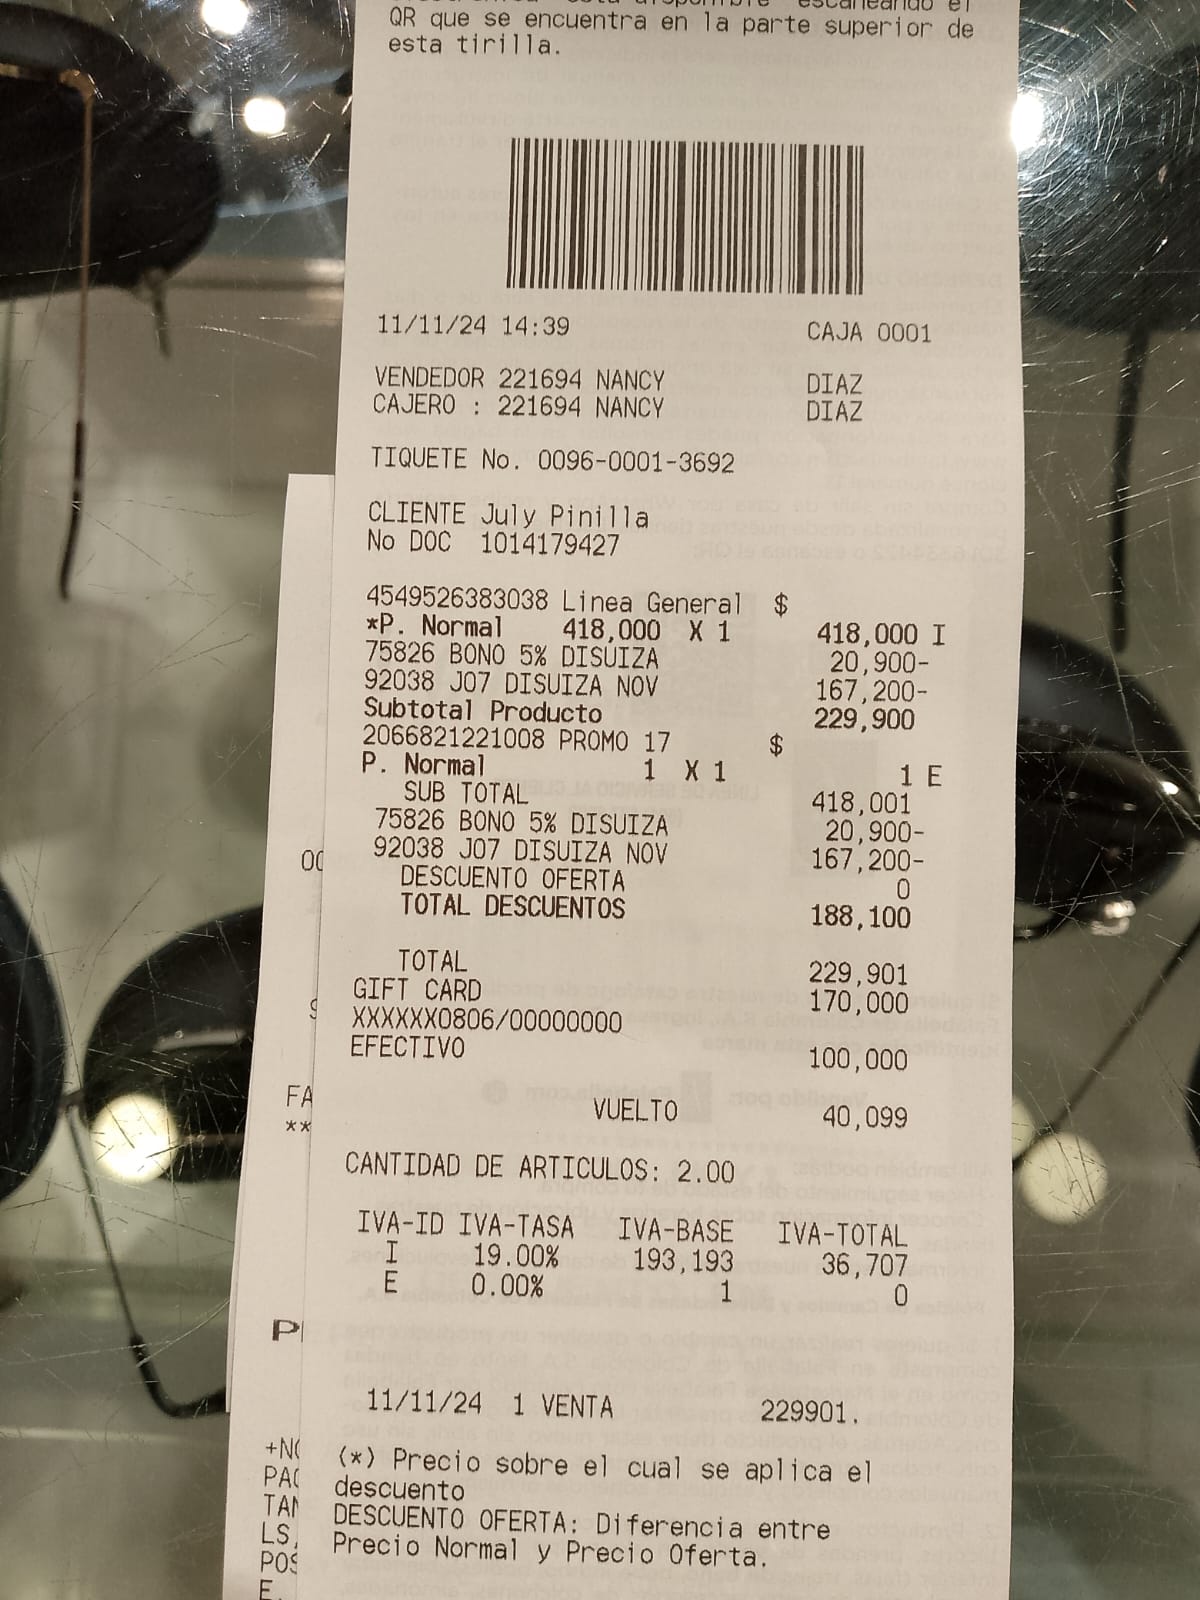 QR que se encuentra en la parte superior de
esta tirilla.
11/11/24 14:39 CAJA 0001
VENDEDOR 221694 NANCY DIAZ
CAJERO : 221694 NANCY DIAZ
TIQUETE No. 0096-0001-3692
CLIENTE July Pinilla
No DOC 1014179427
4549526383038 Linea General $
*P. Normal 418,000 X 1 418,000 I
75826 BONO 5% DISUIZA 20,900-
92038 J07 DISUIZA NOV 167,200-
Subtotal Producto 229,900
2066821221008 PROMO 17 $
P. Normal 1 X 1 1 E
SUB TOTAL 418,001
75826 BONO 5% DISUIZA 20,900-
92038 J07 DISUIZA NOV 167,200-
DESCUENTO OFERTA 0
TOTAL DESCUENTOS 188,100
TOTAL 229,901
GIFT CARD 170,000
XXXXXX0806/00000000
EFECTIVO 100,000
VUELTO 40,099
CANTIDAD DE ARTICULOS: 2.00
IVA-ID IVA-TASA IVA-BASE IVA-TOTAL
I 19.00% 193,193 36,707
E 0.00% 1 0
11/11/24 1 VENTA 229901.
(*) Precio sobre el cual se aplica el
descuento
DESCUENTO OFERTA: Diferencia entre
Precio Normal y Precio Oferta.